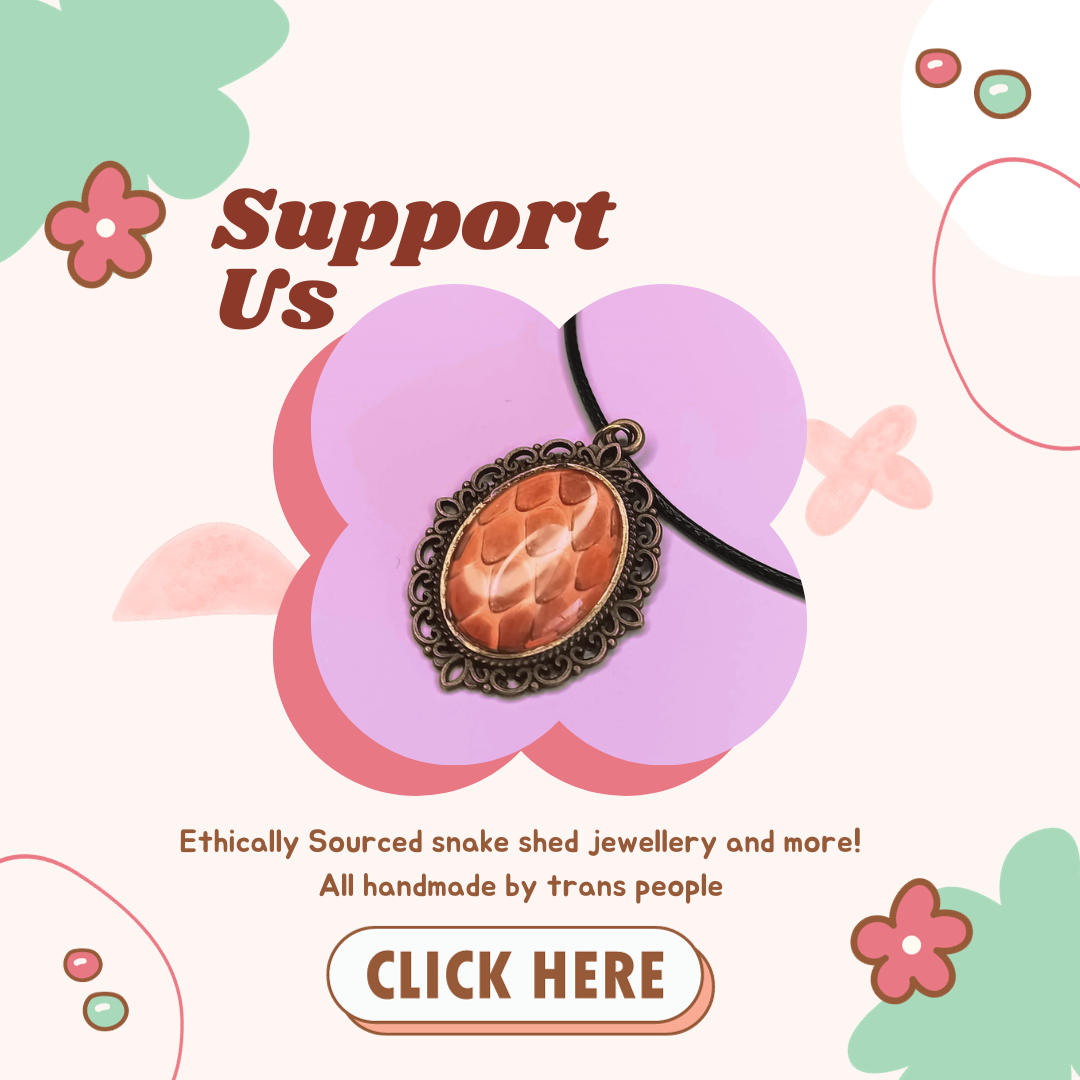 Support
Us
Ethically Sourced snake shed jewellery and more!
All handmade by trans people
CLICK HERE